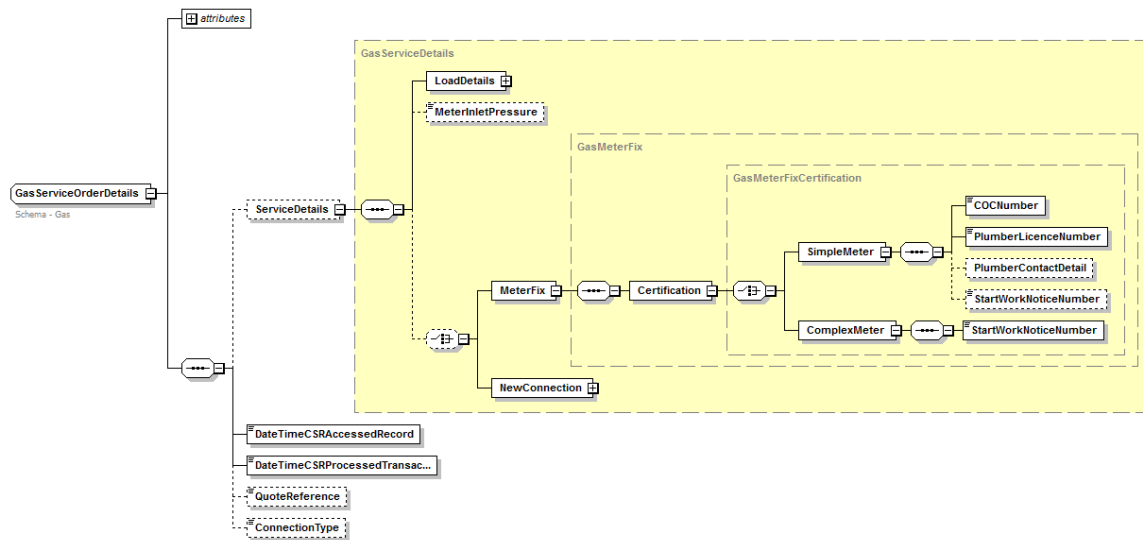 attributes
GasServiceDetails
LoadDetails
MeterInletPressure
GasMeterFix
GasMeterFixCertification
GasServiceOrderDetails
Schema - Gas
ServiceDetails
COCNumber
PlumberLicenceNumber
SimpleMeter
PlumberContactDetail
MeterFix
Certification
StartWorkNoticeNumber
ComplexMeter
StartWorkNoticeNumber
NewConnection
DateTimeCSRAccessedRecord
DateTimeCSRProcessedTransac...
QuoteReference
ConnectionType